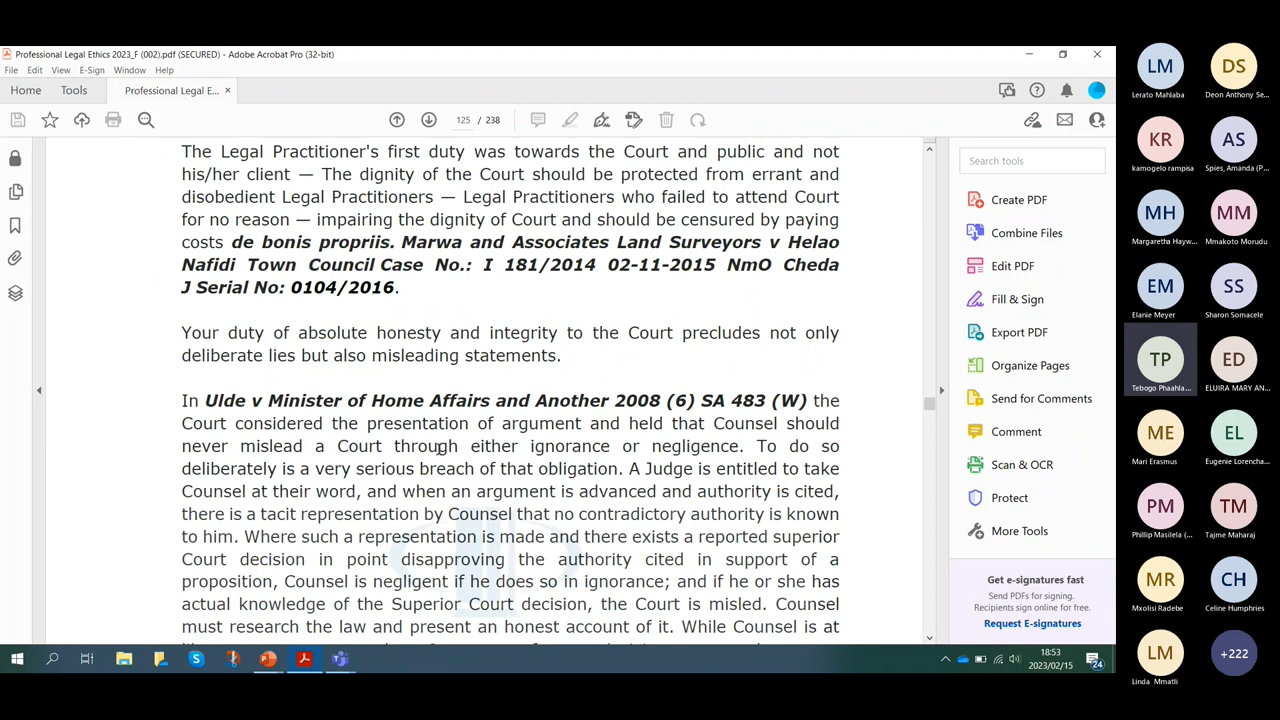 Professional Legal Ethics 2023_F (002).pdf (SECURED) - Adobe Acrobat Pro (32-bit)
File Edit View E-Sign Window Help
Home Tools Professional Legal E... ×
125 / 238
The Legal Practitioner's first duty was towards the Court and public and not
his/her client — The dignity of the Court should be protected from errant and
disobedient Legal Practitioners — Legal Practitioners who failed to attend Court
for no reason — impairing the dignity of Court and should be censured by paying
costs de bonis propriis. Marwa and Associates Land Surveyors v Helao
Nafidi Town Council Case No.: I 181/2014 02-11-2015 NmO Cheda
J Serial No: 0104/2016.
Your duty of absolute honesty and integrity to the Court precludes not only
deliberate lies but also misleading statements.
In Ulde v Minister of Home Affairs and Another 2008 (6) SA 483 (W) the
Court considered the presentation of argument and held that Counsel should
never mislead a Court through either ignorance or negligence. To do so
deliberately is a very serious breach of that obligation. A Judge is entitled to take
Counsel at their word, and when an argument is advanced and authority is cited,
there is a tacit representation by Counsel that no contradictory authority is known
to him. Where such a representation is made and there exists a reported superior
Court decision in point disapproving the authority cited in support of a
proposition, Counsel is negligent if he does so in ignorance; and if he or she has
actual knowledge of the Superior Court decision, the Court is misled. Counsel
must research the law and present an honest account of it. While Counsel is at
Search tools
Create PDF
Combine Files
Edit PDF
Fill & Sign
Export PDF
Organize Pages
Send for Comments
Comment
Scan & OCR
Protect
More Tools
Get e-signatures fast
Send PDFs for signing.
Recipients sign online for free.
Request E-signatures
18:53
2023/02/15
24
LM DS
Lerato Mahlaba Deon Anthony Se...
KR AS
kamogelo rampisa Spies, Amanda (P...
MH MM
Margaretha Hayw... Mmakoto Morudu
EM SS
Elanie Meyer Sharon Somacele
TP ED
Tebogo Phaahla... ELUIRA MARY AN...
ME EL
Mari Erasmus Eugenie Lorencha...
PM TM
Phillip Masilela (... Tajme Maharaj
MR CH
Mxolisi Radebe Celine Humphries
LM +222
Linda Mmatli